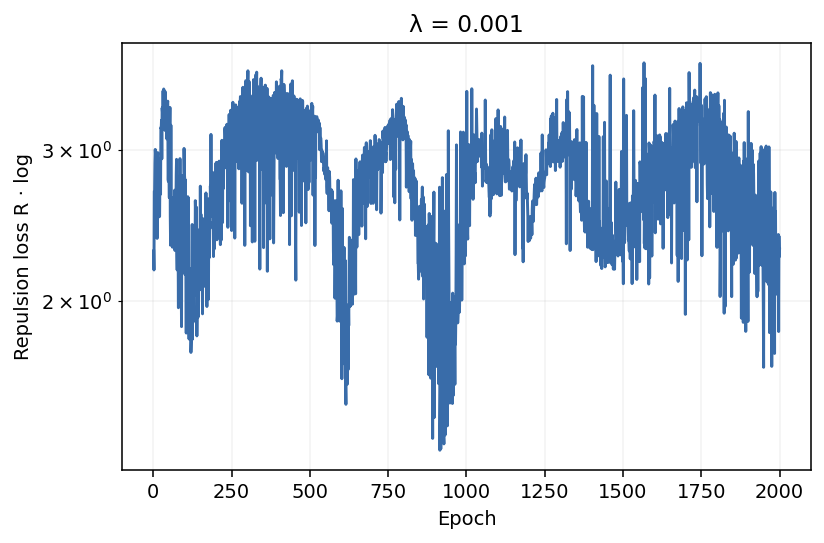 λ = 0.001
Repulsion loss R · log
3 × 10⁰
2 × 10⁰
0 250 500 750 1000 1250 1500 1750 2000
Epoch